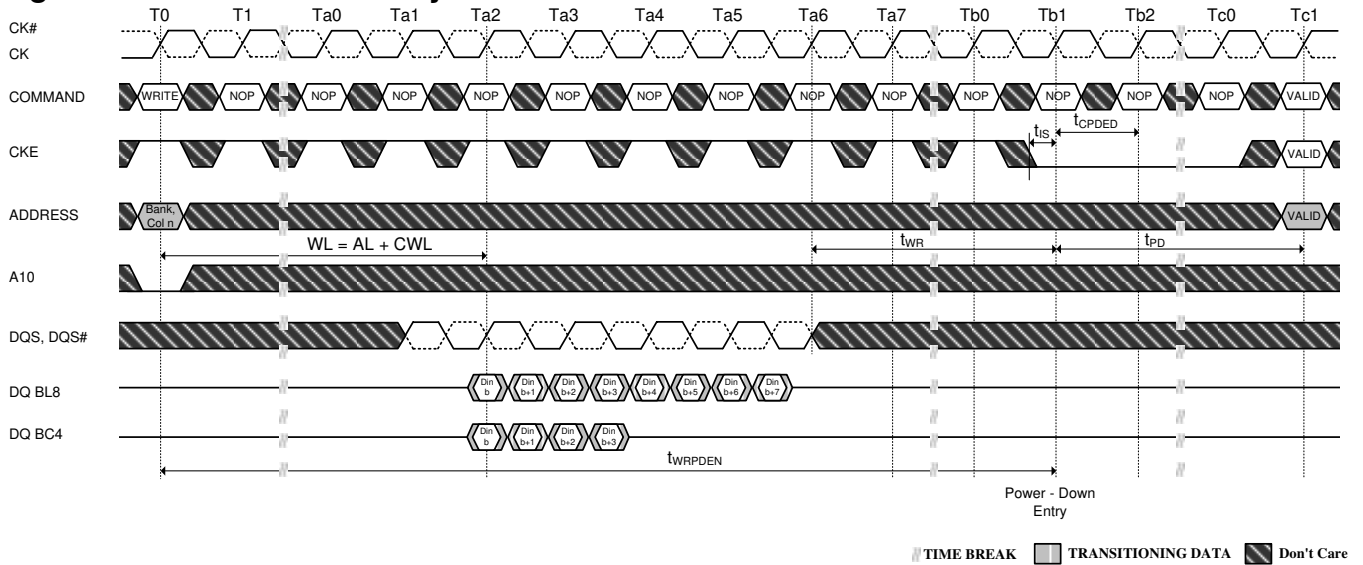 T0 T1 Ta0 Ta1 Ta2 Ta3 Ta4 Ta5 Ta6 Ta7 Tb0 Tb1 Tb2 Tc0 Tc1
CK#
CK
COMMAND WRITE NOP NOP NOP NOP NOP NOP NOP NOP NOP NOP NOP NOP NOP VALID
tIS tCPDED
CKE VALID
ADDRESS Bank, Col n VALID
WL = AL + CWL tWR tPD
A10
DQS, DQS#
DQ BL8 Din b Din b+1 Din b+2 Din b+3 Din b+4 Din b+5 Din b+6 Din b+7
DQ BC4 Din b Din b+1 Din b+2 Din b+3
tWRPDEN
Power - Down
Entry
TIME BREAK TRANSITIONING DATA Don't Care